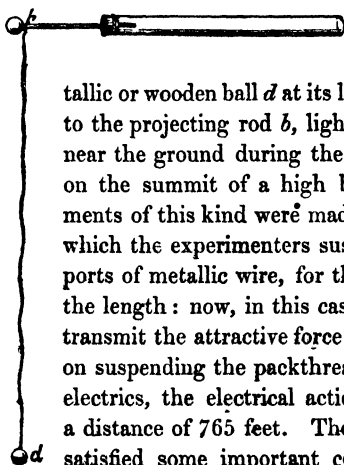 b
tallic or wooden ball d at its l
to the projecting rod b, ligh
near the ground during the
on the summit of a high
ments of this kind were mad
which the experimenters sus
ports of metallic wire, for th
the length: now, in this cas
transmit the attractive force
on suspending the packthrea
electrics, the electrical acti
a distance of 765 feet. The
d
satisfied some important co